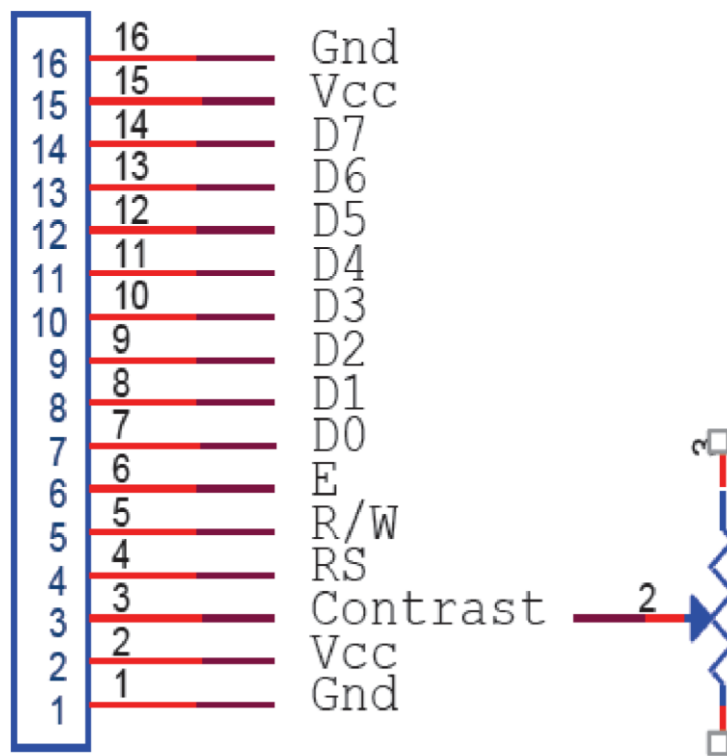 16 16 Gnd
15 15 Vcc
14 14 D7
13 13 D6
12 12 D5
11 11 D4
10 10 D3
9 9 D2
8 8 D1
7 7 D0
3
6 6 E
5 5 R/W
4 4 RS
3 3 Contrast 2
2 2 Vcc
1 1 Gnd